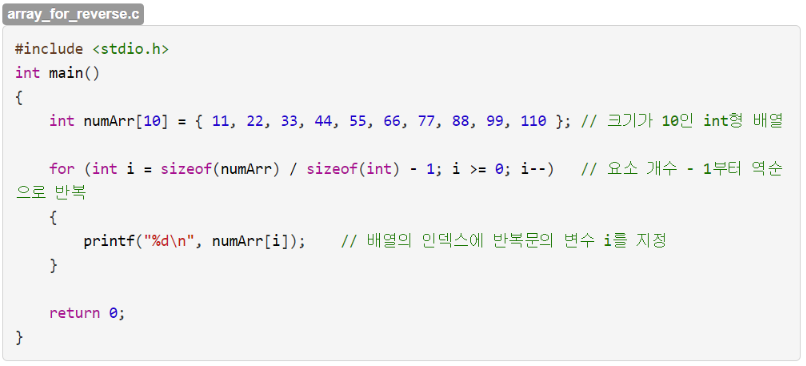 array_for_reverse.c
#include <stdio.h>
int main()
{
    int numArr[10] = { 11, 22, 33, 44, 55, 66, 77, 88, 99, 110 }; // 크기가 10인 int형 배열
    for (int i = sizeof(numArr) / sizeof(int) - 1; i >= 0; i--)   // 요소 개수 - 1부터 역순
으로 반복
    {
        printf("%d\n", numArr[i]);    // 배열의 인덱스에 반복문의 변수 i를 지정
    }
    return 0;
}